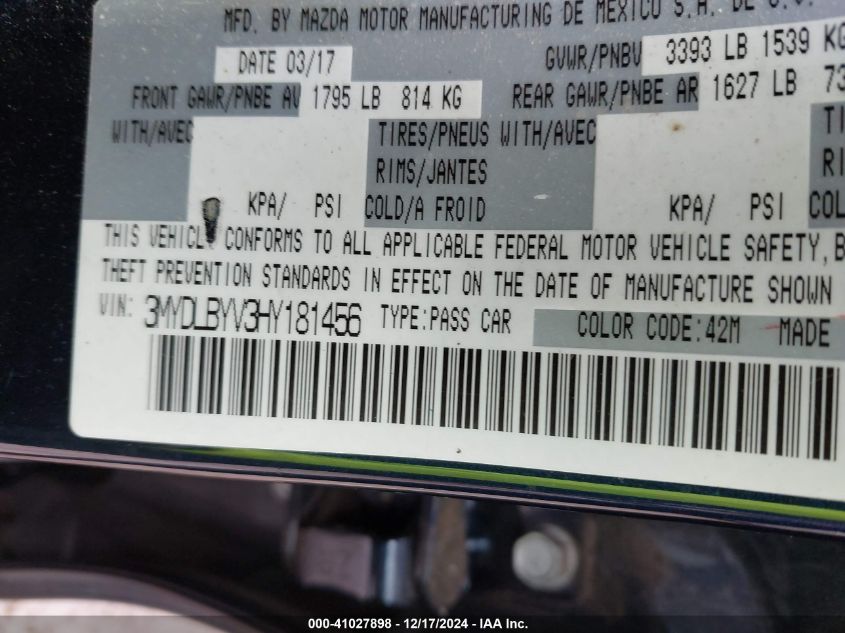 MFD. BY MAZDA MOTOR MANUFACTURING DE MEXICO S.A. DE C.V.
DATE 03/17 GVWR/PNBV 3393 LB 1539 KG
FRONT GAWR/PNBE AV 1795 LB 814 KG REAR GAWR/PNBE AR 1627 LB
WITH/AVEC TIRES/PNEUS WITH/AVEC
RIMS/JANTES
KPA/ PSI COLD/A FROID KPA/ PSI
THIS VEHICLE CONFORMS TO ALL APPLICABLE FEDERAL MOTOR VEHICLE SAFETY,
THEFT PREVENTION STANDARDS IN EFFECT ON THE DATE OF MANUFACTURE SHOWN
VIN: 3MYDLBYV3HY181456 TYPE:PASS CAR COLOR CODE:42M MADE
000-41027898 - 12/17/2024 - IAA Inc.